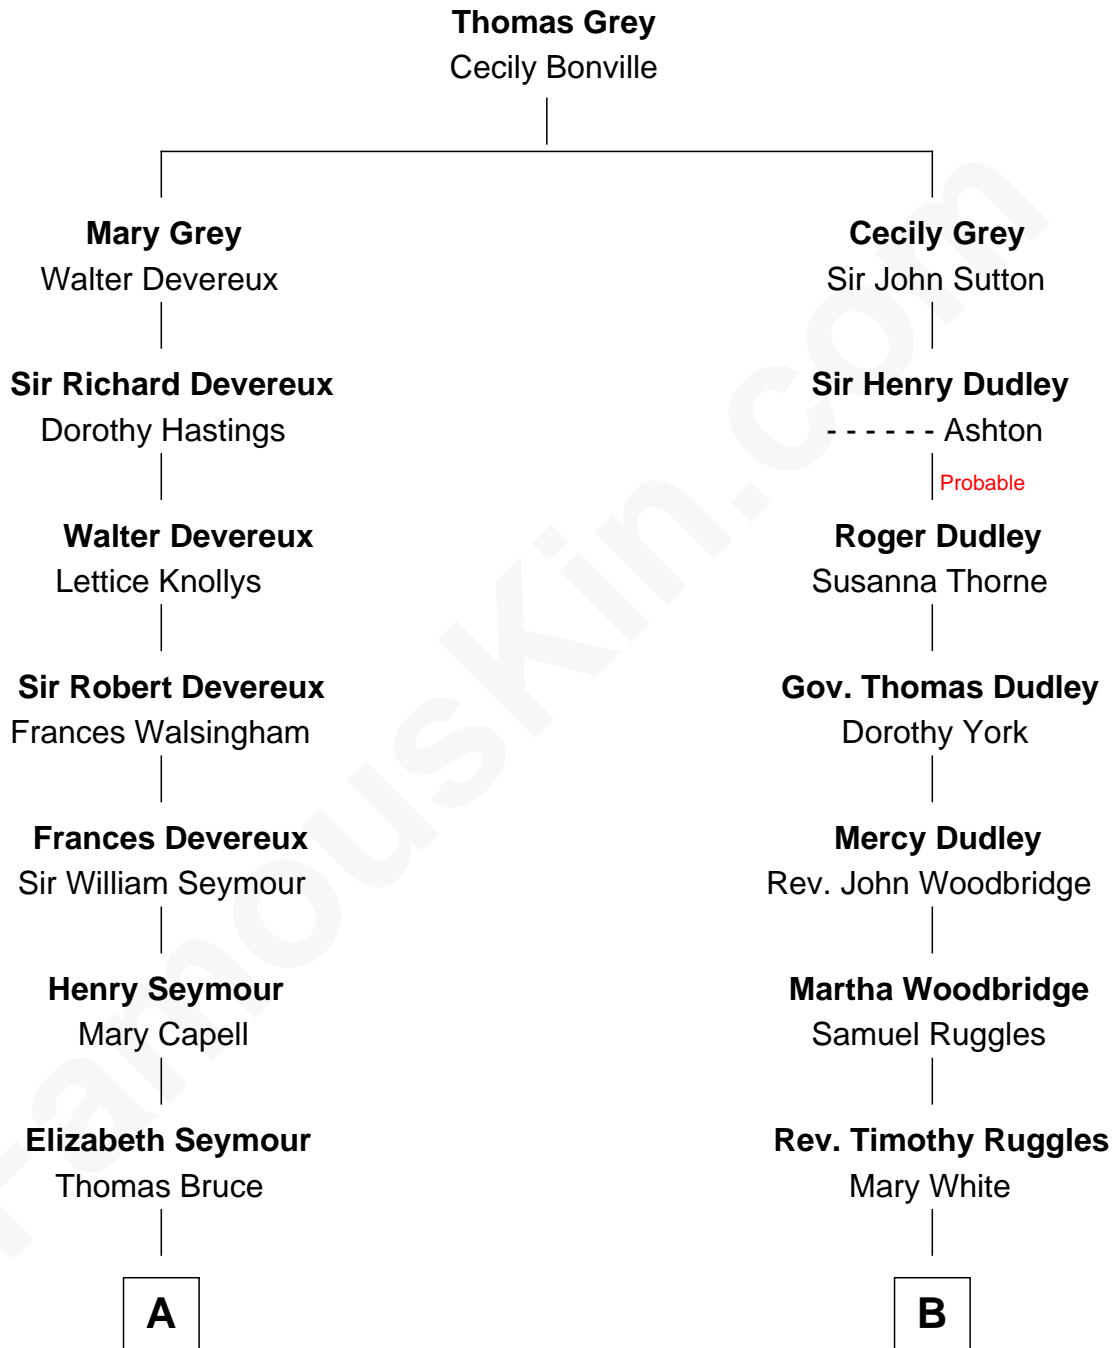 Thomas Grey
Cecily Bonville
Mary Grey
Walter Devereux
Cecily Grey
Sir John Sutton
Sir Richard Devereux
Dorothy Hastings
Sir Henry Dudley
- - - - - - Ashton
Probable
Walter Devereux
Lettice Knollys
Roger Dudley
Susanna Thorne
Sir Robert Devereux
Frances Walsingham
Gov. Thomas Dudley
Dorothy York
Frances Devereux
Sir William Seymour
Mercy Dudley
Rev. John Woodbridge
Henry Seymour
Mary Capell
Martha Woodbridge
Samuel Ruggles
Elizabeth Seymour
Thomas Bruce
Rev. Timothy Ruggles
Mary White
A
B
FamousKin.com